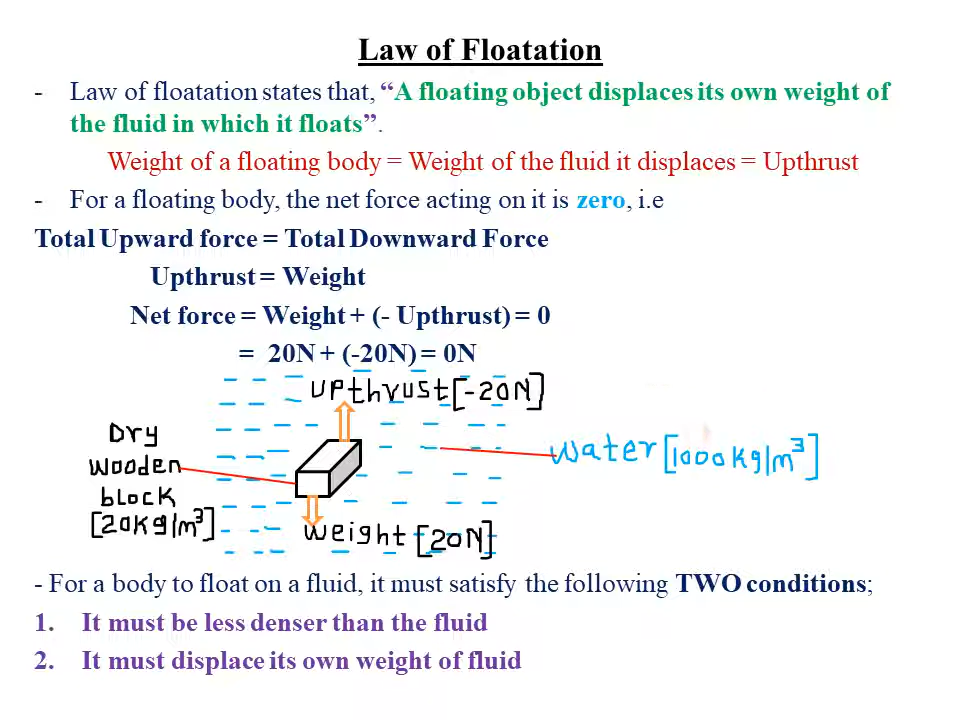 Law of Floatation
- Law of floatation states that, “A floating object displaces its own weight of
the fluid in which it floats”.
Weight of a floating body = Weight of the fluid it displaces = Upthrust
- For a floating body, the net force acting on it is zero, i.e
Total Upward force = Total Downward Force
Upthrust = Weight
Net force = Weight + (- Upthrust) = 0
= 20N + (-20N) = 0N
upthrust [-20N]
Dry
wooden
block
[20kg/m³]
water [1000kg/m³]
weight [20N]
- For a body to float on a fluid, it must satisfy the following TWO conditions;
1. It must be less denser than the fluid
2. It must displace its own weight of fluid